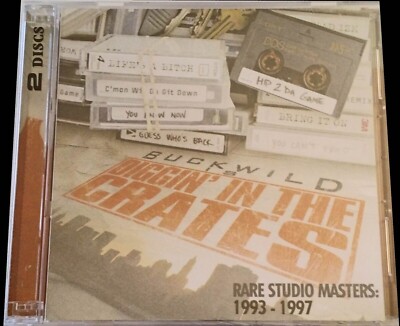 2 DISCS
LIFE'S A BITCH
C'mon Wit Da Git Down
YOU KNOW NOW
GUESS WHO'S BACK
HIP 2 DA GAME
BRING IT ON
BUCKWILD
DIGGIN' IN THE
CRATES
RARE STUDIO MASTERS:
1993 - 1997